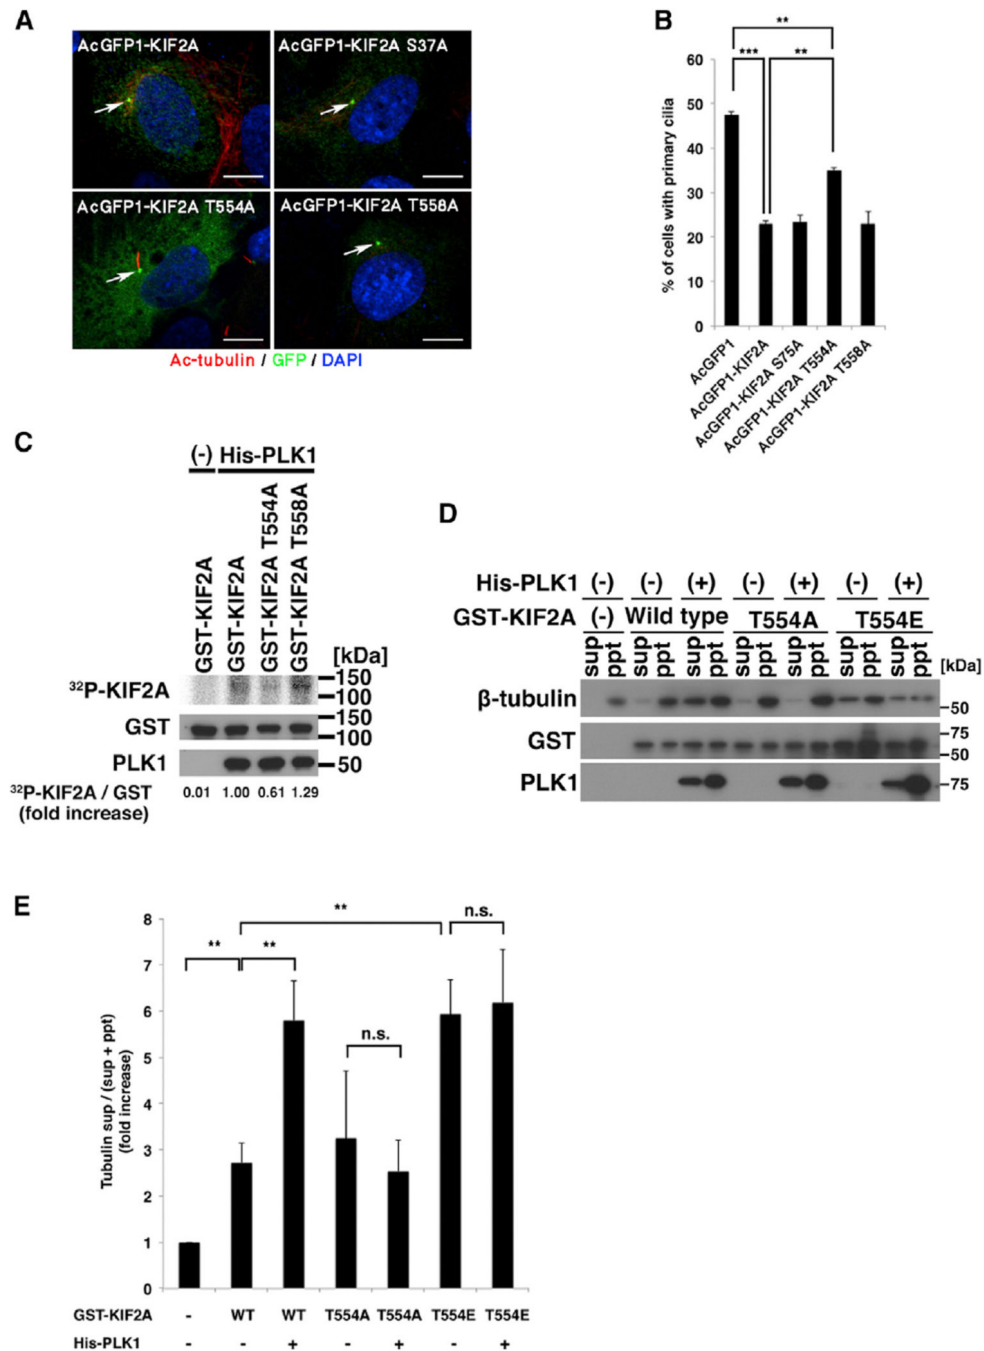 A
AcGFP1-KIF2A
AcGFP1-KIF2A S37A
AcGFP1-KIF2A T554A
AcGFP1-KIF2A T558A
Ac-tubulin / GFP / DAPI
B
**
***
**
% of cells with primary cilia
60
50
40
30
20
10
0
AcGFP1
AcGFP1-KIF2A
AcGFP1-KIF2A S75A
AcGFP1-KIF2A T554A
AcGFP1-KIF2A T558A
C
(-) His-PLK1
GST-KIF2A
GST-KIF2A
GST-KIF2A T554A
GST-KIF2A T558A
[kDa]
³²P-KIF2A
150
100
GST
150
100
PLK1
50
³²P-KIF2A / GST
(fold increase)
0.01 1.00 0.61 1.29
D
His-PLK1 (-) (-) (+) (-) (+) (-) (+)
GST-KIF2A (-) Wild type T554A T554E
sup ppt sup ppt sup ppt sup ppt sup ppt sup ppt sup ppt
[kDa]
β-tubulin
50
GST
75
50
PLK1
75
E
**
n.s.
**
**
n.s.
Tubulin sup / (sup + ppt)
(fold increase)
8
7
6
5
4
3
2
1
0
GST-KIF2A - WT WT T554A T554A T554E T554E
His-PLK1 - - + - + - +